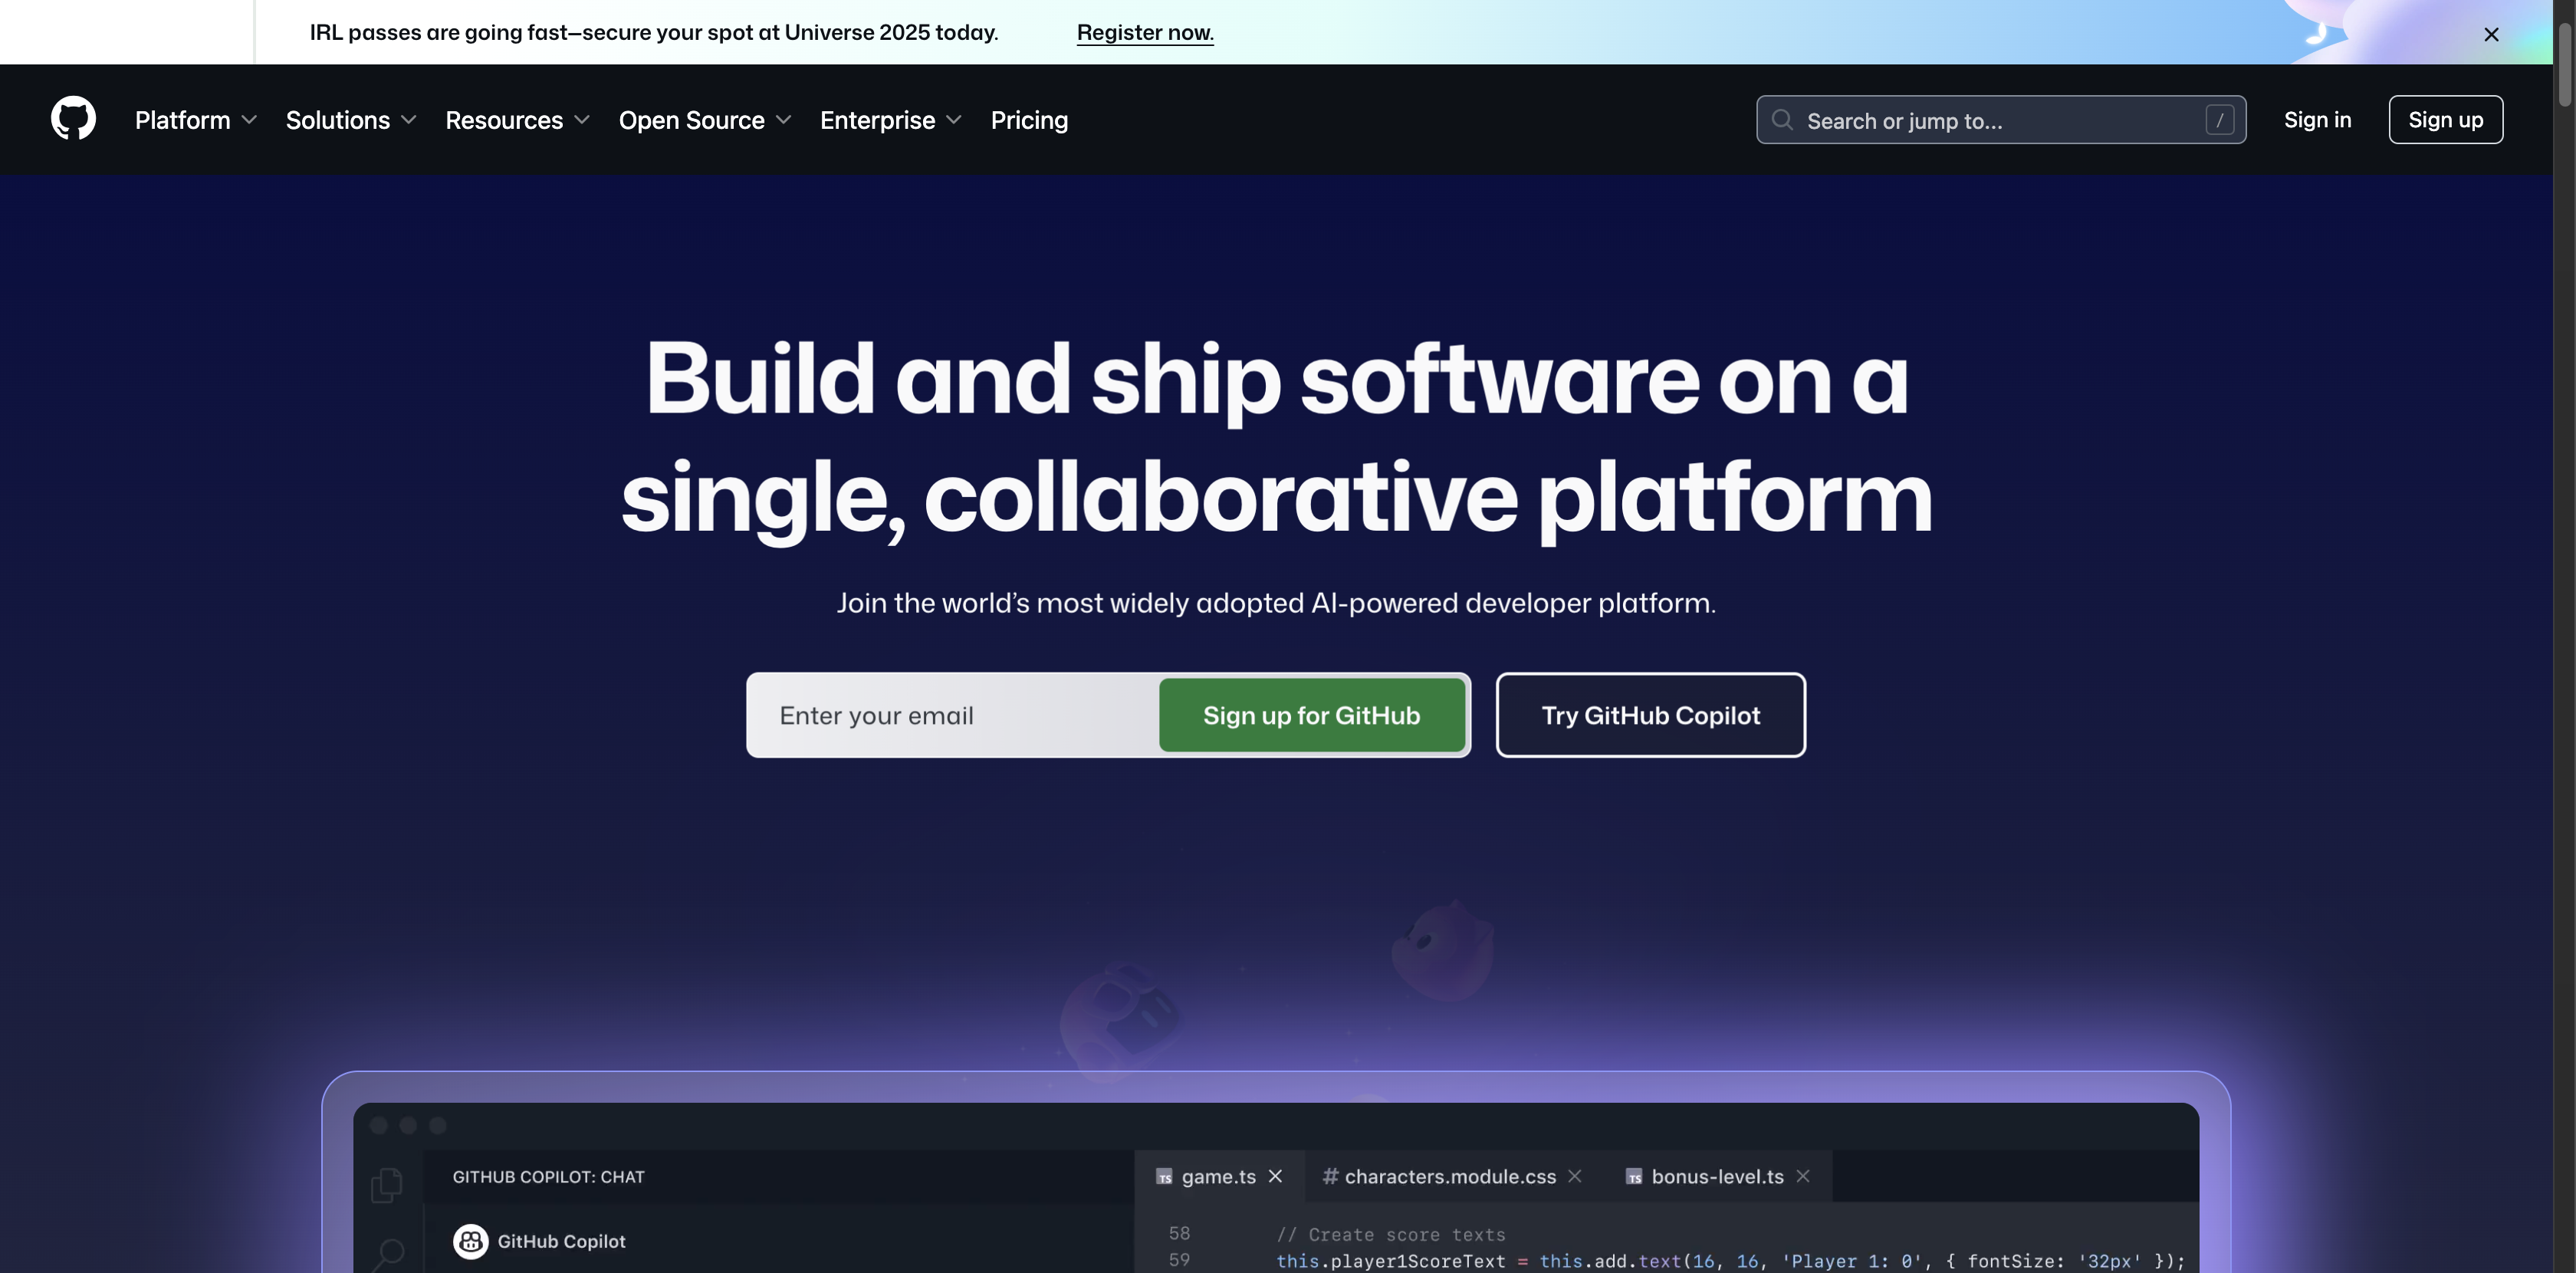 IRL passes are going fast—secure your spot at Universe 2025 today. Register now.
Platform Solutions Resources Open Source Enterprise Pricing Search or jump to... / Sign in Sign up
Build and ship software on a
single, collaborative platform
Join the world’s most widely adopted AI-powered developer platform.
Enter your email Sign up for GitHub Try GitHub Copilot
GITHUB COPILOT: CHAT
GitHub Copilot
TS game.ts # characters.module.css TS bonus-level.ts
58 // Create score texts
59 this.player1ScoreText = this.add.text(16, 16, 'Player 1: 0', { fontSize: '32px' });